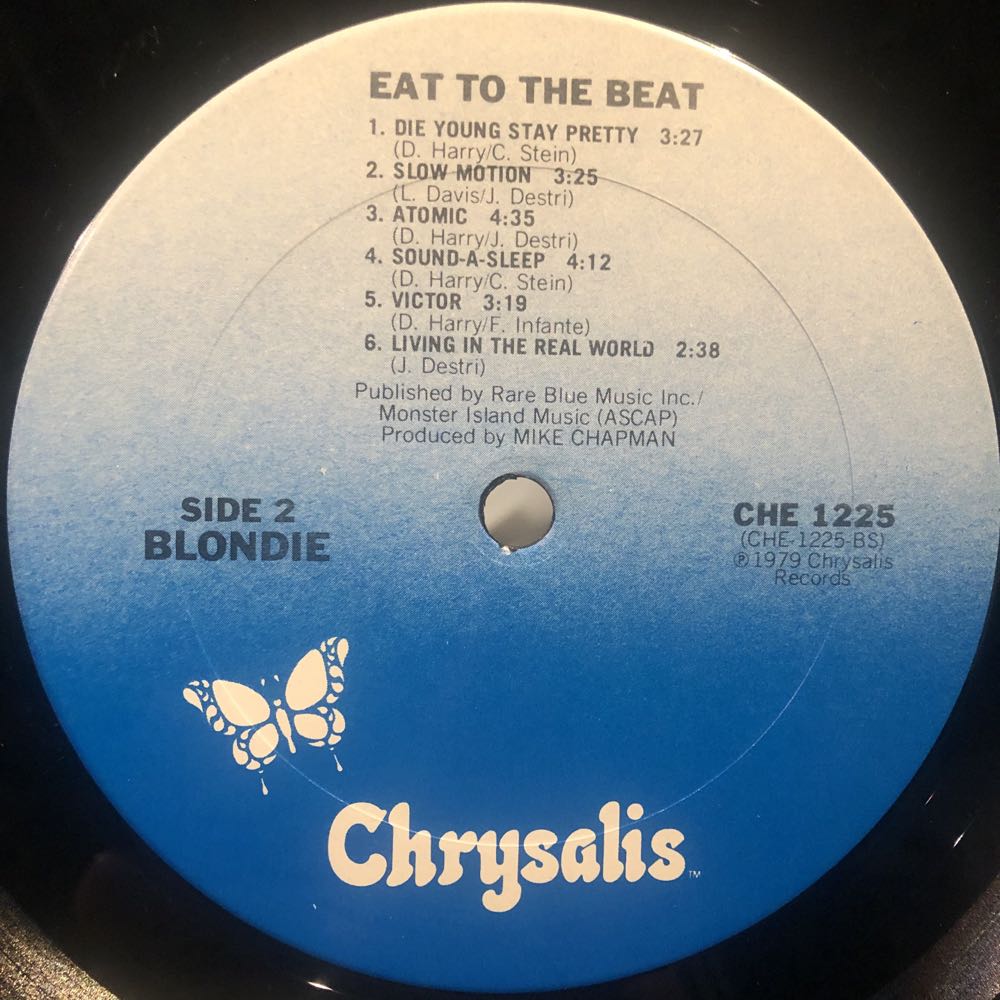 EAT TO THE BEAT
1. DIE YOUNG STAY PRETTY 3:27
(D. Harry/C. Stein)
2. SLOW MOTION 3:25
(L. Davis/J. Destri)
3. ATOMIC 4:35
(D. Harry/J. Destri)
4. SOUND-A-SLEEP 4:12
(D. Harry/C. Stein)
5. VICTOR 3:19
(D. Harry/F. Infante)
6. LIVING IN THE REAL WORLD 2:38
(J. Destri)
Published by Rare Blue Music Inc./
Monster Island Music (ASCAP)
Produced by MIKE CHAPMAN
SIDE 2
BLONDIE
CHE 1225
(CHE-1225-BS)
℗ 1979 Chrysalis
Records
Chrysalis ™